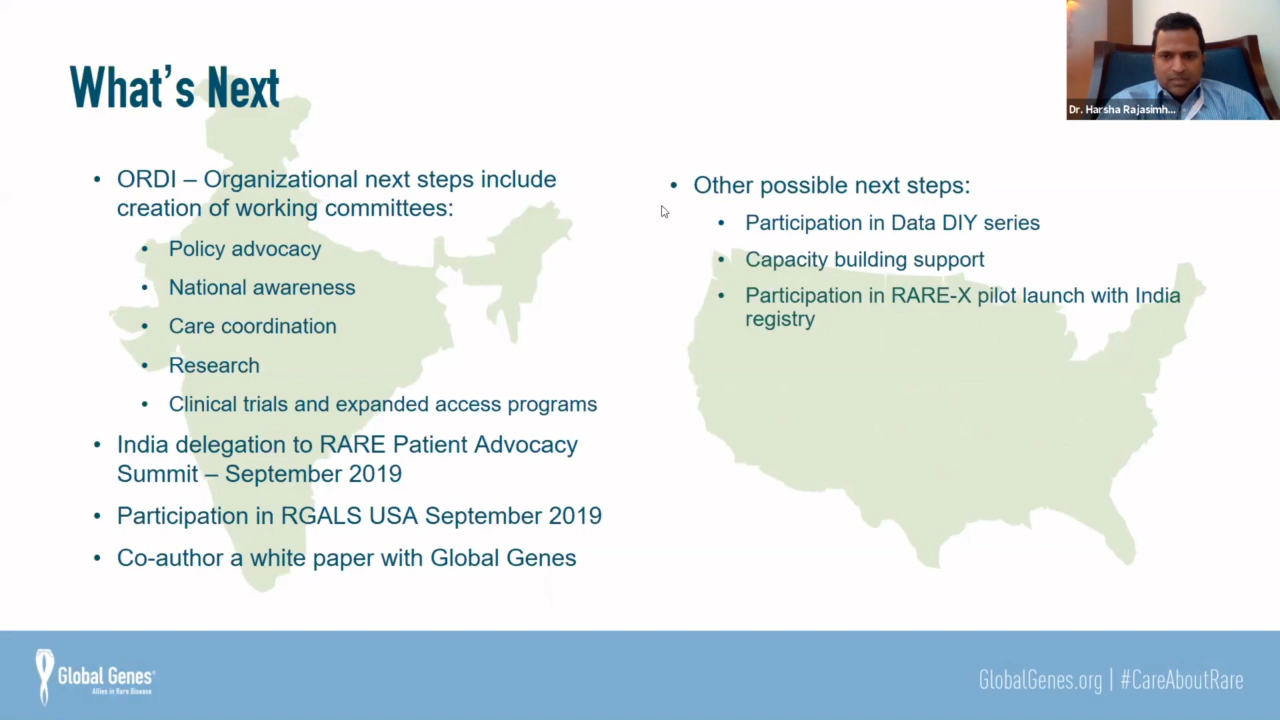 What's Next
Dr. Harsha Rajasimh...
• ORDI – Organizational next steps include
creation of working committees:
• Policy advocacy
• National awareness
• Care coordination
• Research
• Clinical trials and expanded access programs
• India delegation to RARE Patient Advocacy
Summit – September 2019
• Participation in RGALS USA September 2019
• Co-author a white paper with Global Genes
• Other possible next steps:
• Participation in Data DIY series
• Capacity building support
• Participation in RARE-X pilot launch with India
registry
Global Genes®
Allies in Rare Disease
GlobalGenes.org | #CareAboutRare